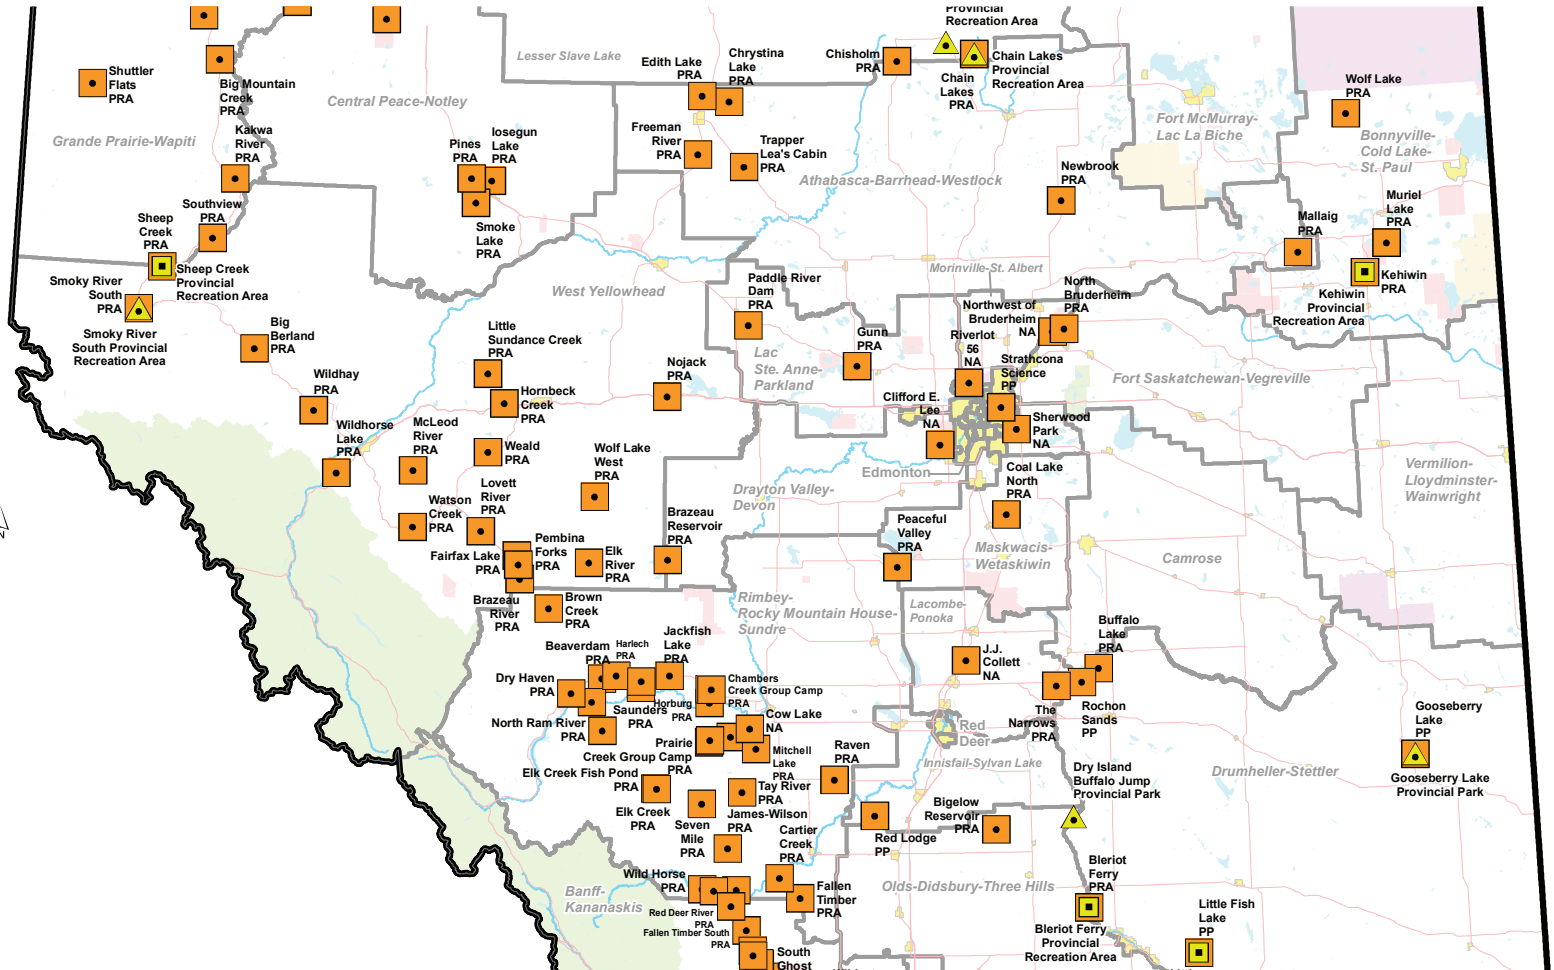 Provincial
Recreation Area
Lesser Slave Lake
Chrystina
Lake
PRA
Edith Lake
PRA
Chisholm
PRA
Chain Lakes
Provincial
Recreation Area
Chain
Lakes
PRA
Shuttler
Flats
PRA
Big Mountain
Creek
PRA
Central Peace-Notley
Wolf Lake
PRA
Fort McMurray-
Lac La Biche
Bonnyville-
Cold Lake-
St. Paul
Grande Prairie-Wapiti
Kakwa
River
PRA
Pines
PRA
Iosegun
Lake
PRA
Freeman
River
PRA
Trapper
Lea's Cabin
PRA
Athabasca-Barrhead-Westlock
Newbrook
PRA
Muriel
Lake
PRA
Mallaig
PRA
Southview
PRA
Sheep
Creek
PRA
Smoke
Lake
PRA
Sheep Creek
Provincial
Recreation Area
Smoky River
South
PRA
Smoky River
South Provincial
Recreation Area
West Yellowhead
Paddle River
Dam
PRA
Morinville-St. Albert
North
Bruderheim
PRA
Northwest of
Bruderheim
NA
Kehiwin
PRA
Kehiwin
Provincial
Recreation Area
Big
Berland
PRA
Little
Sundance Creek
PRA
Gunn
PRA
Riverlot
56
NA
Strathcona
Science
PP
Lac
Ste. Anne-
Parkland
Nojack
PRA
Fort Saskatchewan-Vegreville
Wildhay
PRA
Hornbeck
Creek
PRA
Clifford E.
Lee
NA
Sherwood
Park
NA
Wildhorse
Lake
PRA
McLeod
River
PRA
Weald
PRA
Wolf Lake
West
PRA
Edmonton
Coal Lake
North
PRA
Vermilion-
Lloydminster-
Wainwright
Lovett
River
PRA
Drayton Valley-
Devon
Watson
Creek
PRA
Brazeau
Reservoir
PRA
Peaceful
Valley
PRA
Pembina
Forks
PRA
Fairfax Lake
PRA
Elk
River
PRA
Maskwacis-
Wetaskiwin
Camrose
Brazeau
River
PRA
Brown
Creek
PRA
Rimbey-
Rocky Mountain House-
Sundre
Lacombe-
Ponoka
Buffalo
Lake
PRA
Jackfish
Lake
PRA
Beaverdam
PRA
Harlech
PRA
J.J.
Collett
NA
Dry Haven
PRA
Chambers
Creek Group Camp
PRA
Horburg
PRA
Saunders
PRA
North Ram River
PRA
Cow Lake
NA
The
Narrows
PRA
Rochon
Sands
PP
Gooseberry
Lake
PP
Red
Deer
Prairie
Creek Group Camp
PRA
Mitchell
Lake
PRA
Raven
PRA
Innisfail-Sylvan Lake
Dry Island
Buffalo Jump
Provincial Park
Drumheller-Stettler
Gooseberry Lake
Provincial Park
Elk Creek Fish Pond
PRA
Tay River
PRA
Elk Creek
PRA
James-Wilson
PRA
Seven
Mile
PRA
Cartier
Creek
PRA
Bigelow
Reservoir
PRA
Red Lodge
PP
Bleriot
Ferry
PRA
Wild Horse
PRA
Banff-
Kananaskis
Fallen
Timber
PRA
Olds-Didsbury-Three Hills
Red Deer River
PRA
Little Fish
Lake
PP
Fallen Timber South
PRA
Bleriot Ferry
Provincial
Recreation Area
South
Ghost